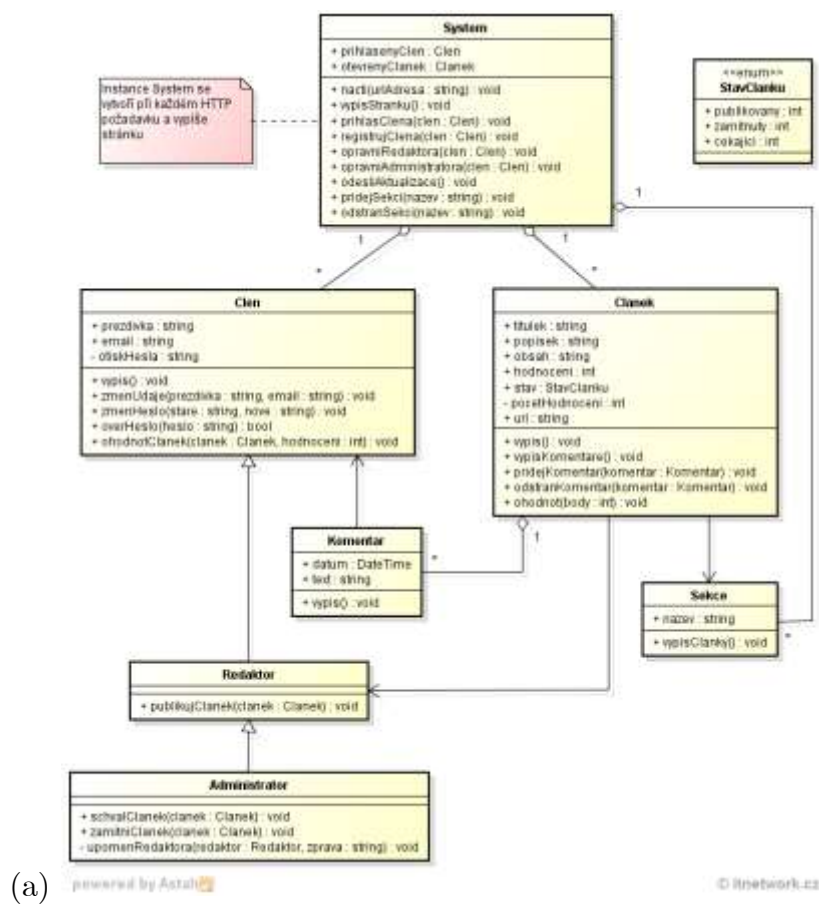 System
+ prihlasenyClen : Clen
+ otevrenyClanek : Clanek
+ nacti(urlAdresa : string) : void
+ vypisStranku() : void
+ prihlasClena(clen : Clen) : void
+ registrujClena(clen : Clen) : void
+ opravniRedaktora(clen : Clen) : void
+ opravniAdministratora(clen : Clen) : void
+ odesliAktualizace() : void
+ pridejSekci(nazev : string) : void
+ odstranSekci(nazev : string) : void
Instance System se
vytvoří při každém HTTP
požadavku a vypíše
stránku
<<enum>>
StavClanku
+ publikovany : int
+ zamitnuty : int
+ cekajici : int
1
1
1
*
*
Clen
+ prezdivka : string
+ email : string
- otiskHesla : string
+ vypis() : void
+ zmenUdaje(prezdivka : string, email : string) : void
+ zmenHeslo(stare : string, nove : string) : void
+ overHeslo(heslo : string) : bool
+ ohodnotClanek(clanek : Clanek, hodnoceni : int) : void
Clanek
+ titulek : string
+ popisek : string
+ obsah : string
+ hodnoceni : int
+ stav : StavClanku
- pocetHodnoceni : int
+ url : string
+ vypis() : void
+ vypisKomentare() : void
+ pridejKomentar(komentar : Komentar) : void
+ odstranKomentar(komentar : Komentar) : void
+ ohodnot(body : int) : void
Komentar
+ datum : DateTime
+ text : string
+ vypis() : void
*
1
Sekce
+ nazev : string
+ vypisClanky() : void
*
Redaktor
+ publikujClanek(clanek : Clanek) : void
Administrator
+ schvalClanek(clanek : Clanek) : void
+ zamitniClanek(clanek : Clanek) : void
- upomenRedaktora(redaktor : Redaktor, zprava : string) : void
(a)
powered by Astah
© itnetwork.cz